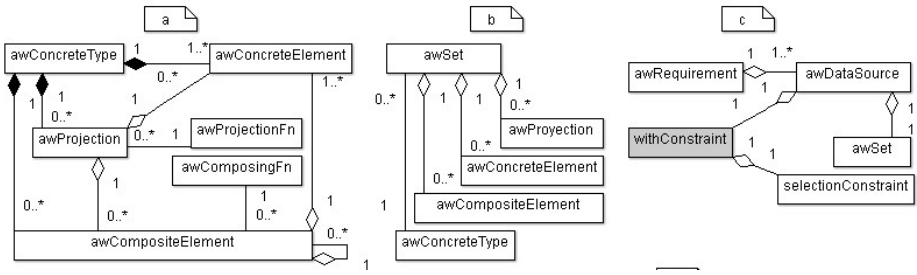 a
awConcreteType
1
1..*
0..*
awConcreteElement
1
1
0..*
1
1..*
awProjection
0..*
1
awProjectionFn
awComposingFn
1
1
0..*
0..*
0..*
1
0..*
awCompositeElement
1
b
awSet
0..*
1
1
1
0..*
awProyection
0..*
awConcreteElement
0..*
awCompositeElement
1
awConcreteType
c
awRequirement
1
1..*
awDataSource
1
1
1
withConstraint
1
1
awSet
1
selectionConstraint